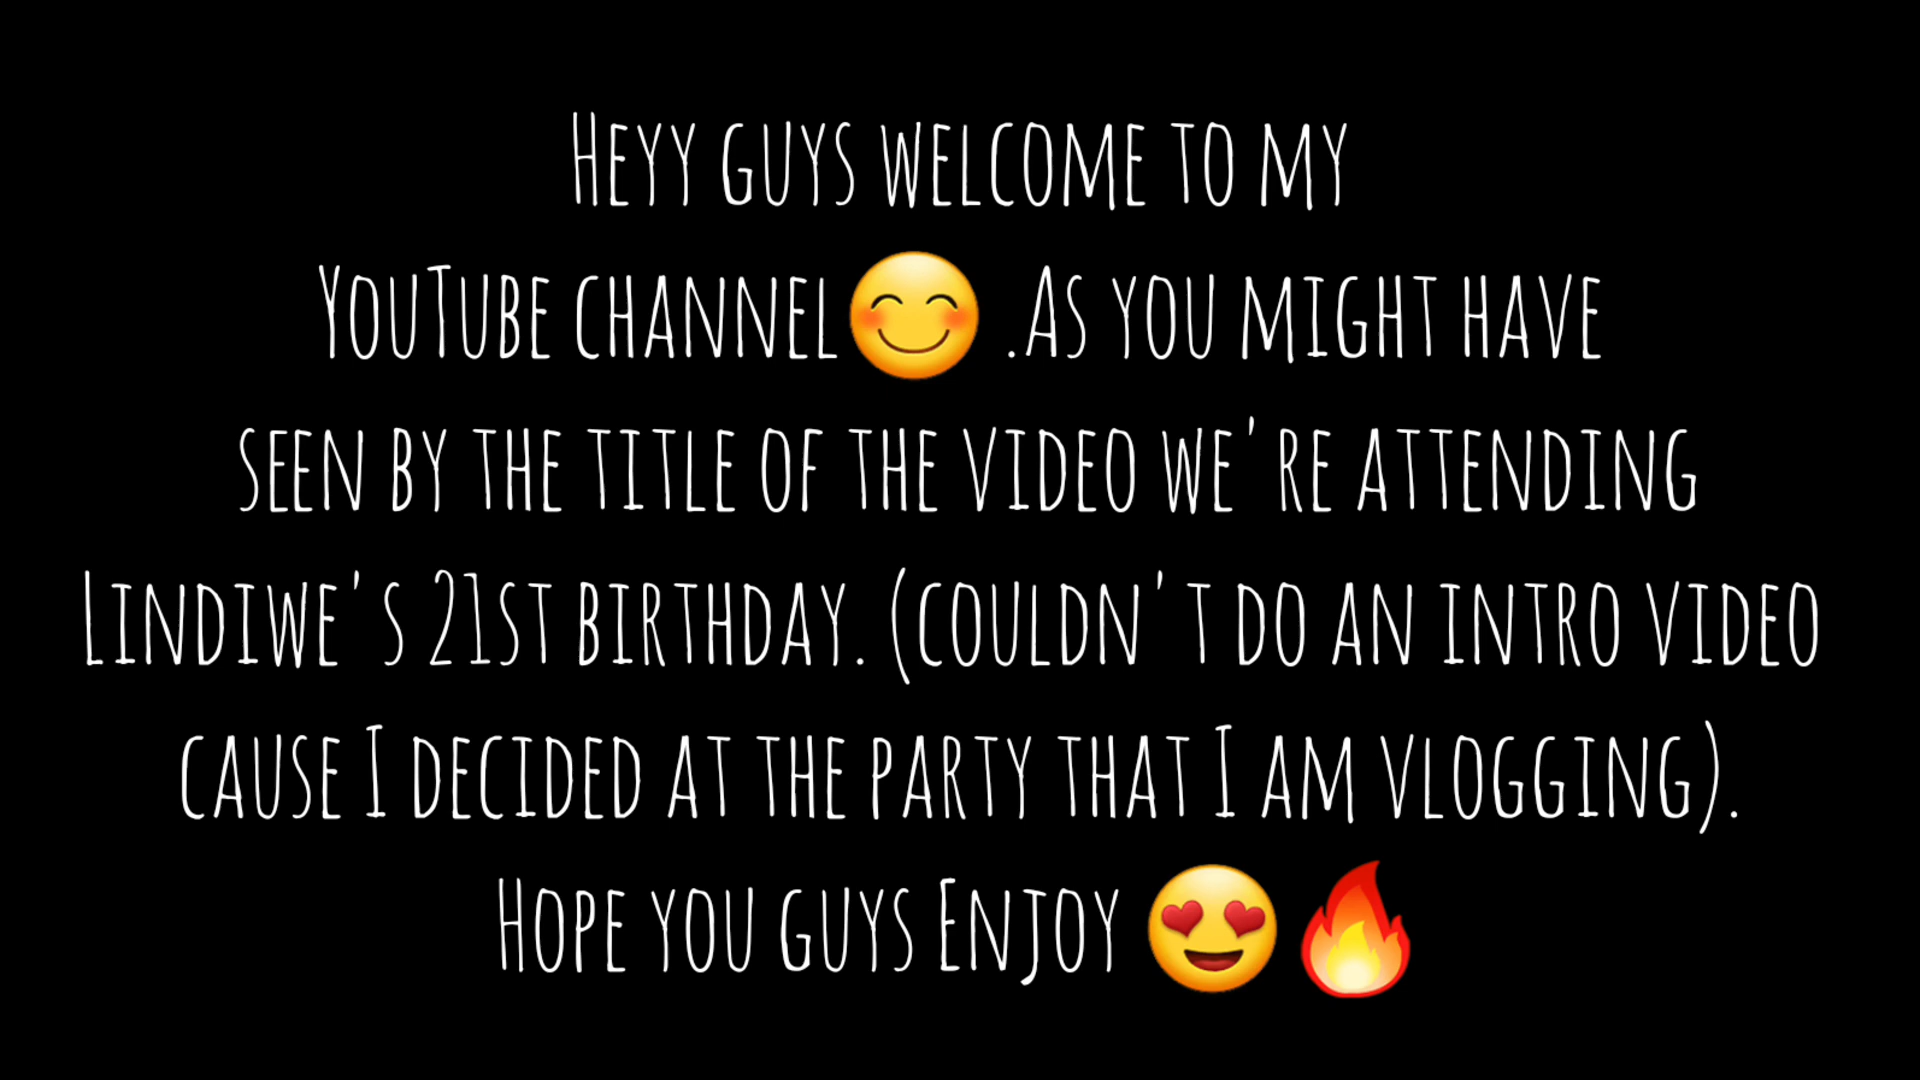 Heyy guys welcome to my
YouTube channel😊 .As you might have
seen by the title of the video we're attending
Lindiwe's 21st birthday. (couldn't do an intro video
cause I decided at the party that I am vlogging).
Hope you guys Enjoy 😍🔥